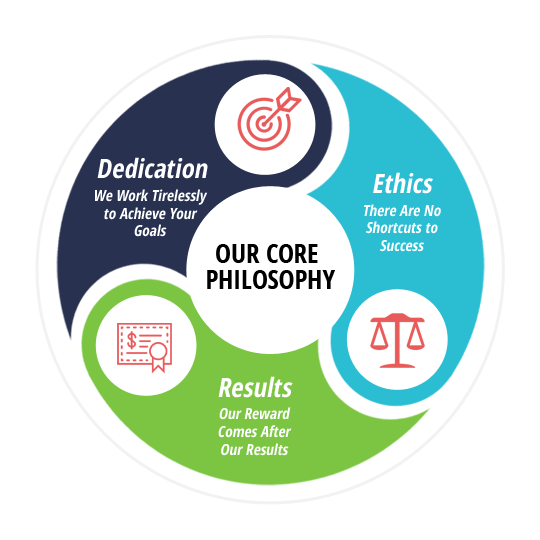 Dedication
We Work Tirelessly
to Achieve Your
Goals
Ethics
There Are No
Shortcuts to
Success
OUR CORE
PHILOSOPHY
$
Results
Our Reward
Comes After
Our Results